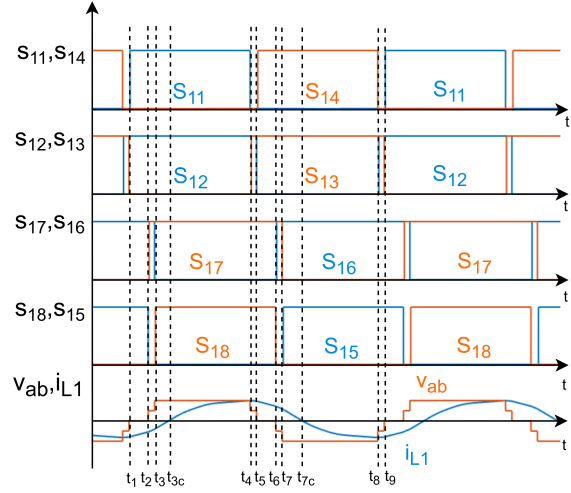 s11,s14
S11 S14 S11
t
s12,s13
S12 S13 S12
t
s17,s16
S17 S16 S17
t
s18,s15
S18 S15 S18
t
vab,iL1
vab
iL1
t
t1 t2 t3 t3c t4 t5 t6 t7 t7c t8 t9